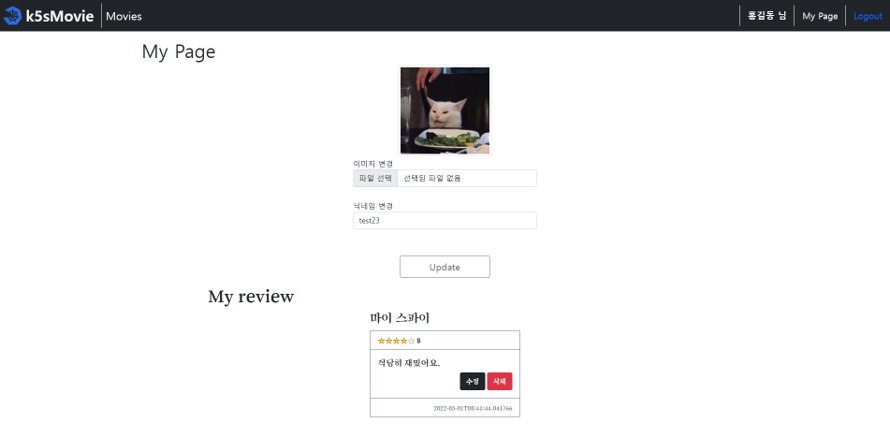 k5sMovie Movies 홍길동 님 My Page Logout
My Page
이미지 변경
파일 선택 선택된 파일 없음
닉네임 변경
test23
Update
My review
마이 스파이
★★★★☆ 8
적당히 재밌어요.
수정 삭제
2022-05-01T08:41:44.041766